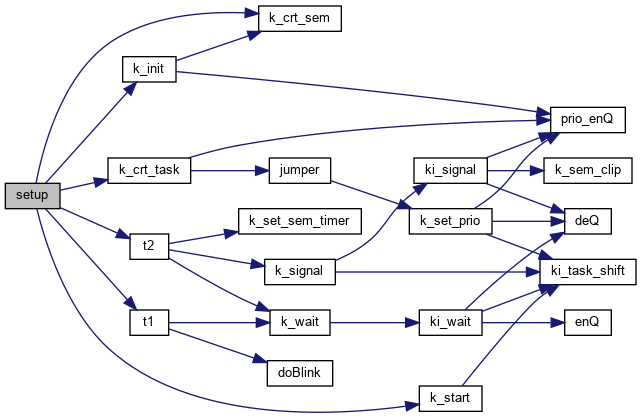 k_crt_sem
k_init
prio_enQ
k_crt_task
jumper
ki_signal
k_sem_clip
setup
k_set_sem_timer
k_set_prio
deQ
t2
k_signal
ki_task_shift
t1
k_wait
ki_wait
enQ
doBlink
k_start